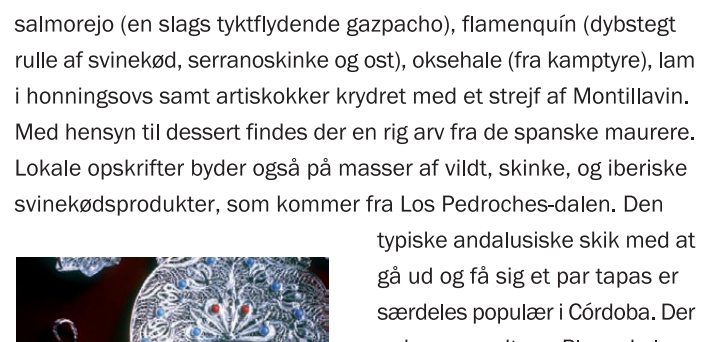 salmorejo (en slags tyktflydende gazpacho), flamenquín (dybstegt
rulle af svinekød, serranoskinke og ost), oksehale (fra kamptyre), lam
i honningsovs samt artiskokker krydret med et strejf af Montillavin.
Med hensyn til dessert findes der en rig arv fra de spanske maurere.
Lokale opskrifter byder også på masser af vildt, skinke, og iberiske
svinekødsprodukter, som kommer fra Los Pedroches-dalen. Den
typiske andalusiske skik med at
gå ud og få sig et par tapas er
særdeles populær i Córdoba. Der